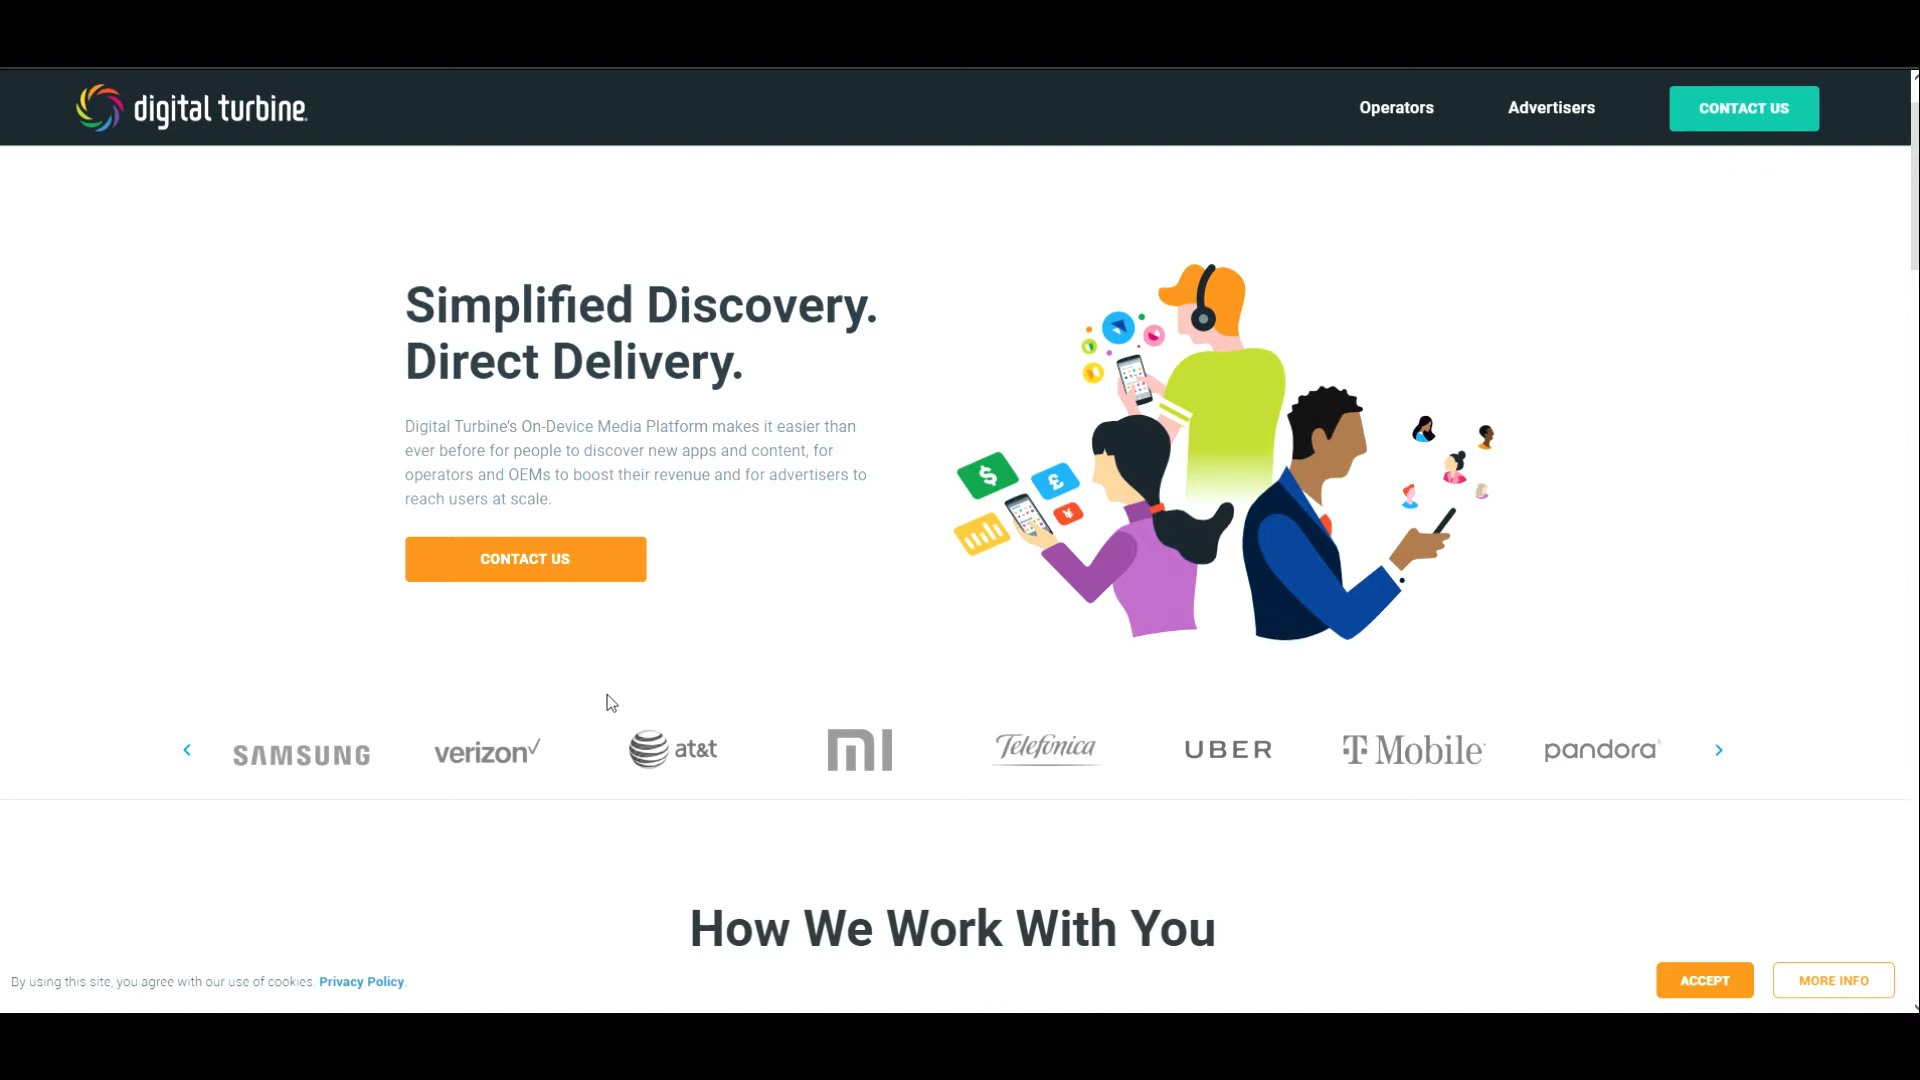 digital turbine
Operators
Advertisers
CONTACT US
Simplified Discovery.
Direct Delivery.
Digital Turbine’s On-Device Media Platform makes it easier than
ever before for people to discover new apps and content, for
operators and OEMs to boost their revenue and for advertisers to
reach users at scale.
CONTACT US
$
£
¥
SAMSUNG
verizon✓
at&t
MI
Telefónica
UBER
T Mobile
pandora
How We Work With You
By using this site, you agree with our use of cookies. Privacy Policy.
ACCEPT
MORE INFO